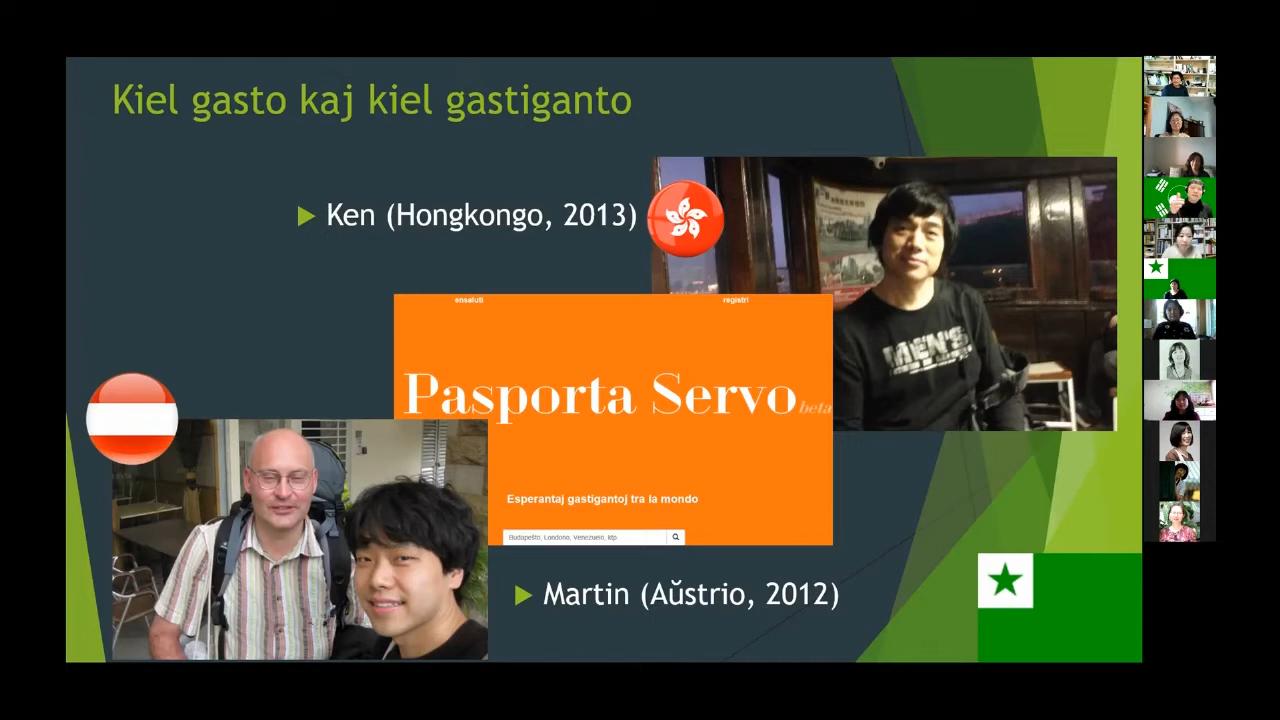 Kiel gasto kaj kiel gastiganto
Ken (Hongkongo, 2013)
MEN'S
ensaluti registri
Pasporta Servo beta
Esperantaj gastigantoj tra la mondo
Budapeŝto, Londono, Venezuelo, ktp.
Martin (Aŭstrio, 2012)